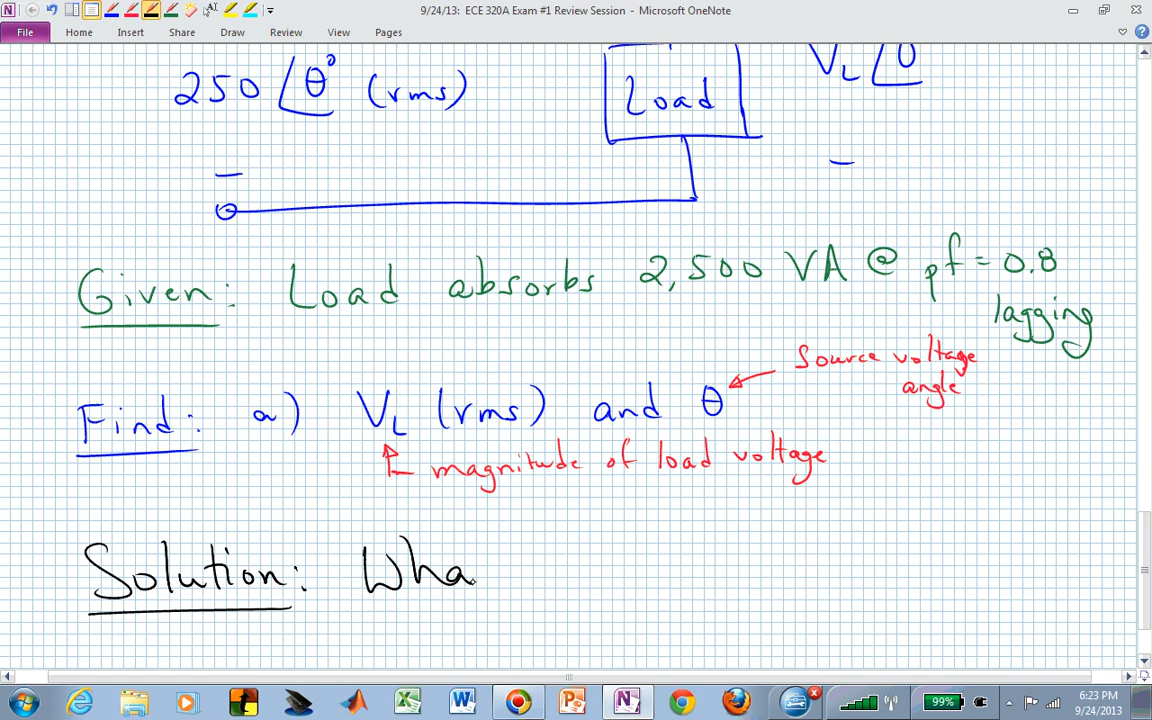 9/24/13: ECE 320A Exam #1 Review Session - Microsoft OneNote
File Home Insert Share Draw Review View Pages
250 ∠θ° (rms)
Load
V_L ∠0
−
−
Given: Load absorbs 2,500 VA @ pf = 0.8
lagging
Source voltage
angle
Find: a) V_L (rms) and θ
magnitude of load voltage
Solution: Wha
99%
6:23 PM
9/24/2013